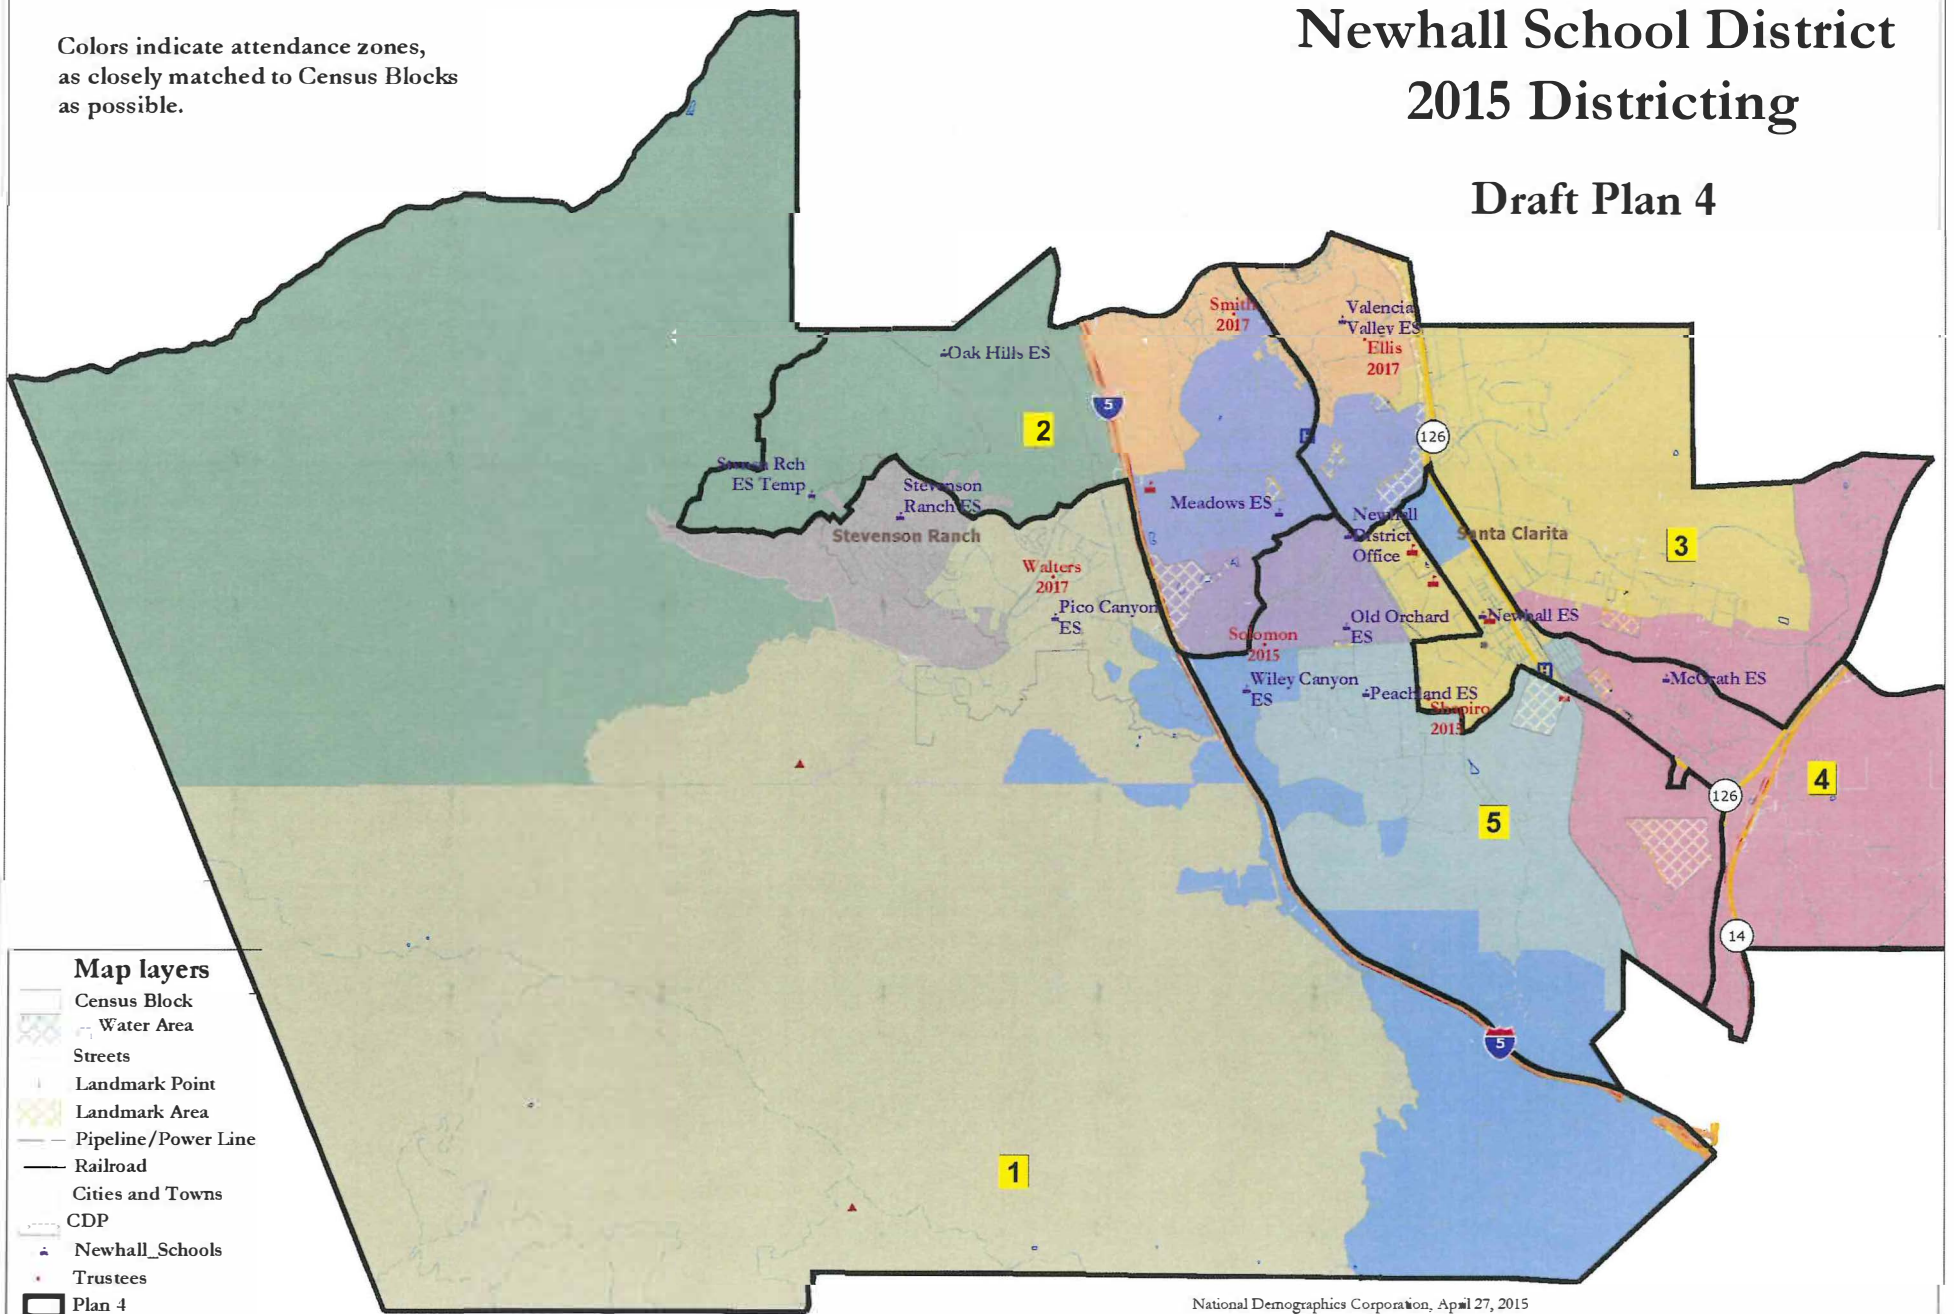 Colors indicate attendance zones,
as closely matched to Census Blocks
as possible.
Newhall School District
2015 Districting
Draft Plan 4
Smith
2017
Valencia
Valley ES
Ellis
2017
Oak Hills ES
5
2
126
Rch
ES Temp
Stevenson
Ranch ES
Stevenson Ranch
Meadows ES
Newhall
District
Office
Santa Clarita
3
Walters
2017
Pico Canyon
ES
Old Orchard
ES
Newhall ES
Solomon
2015
Wiley Canyon
ES
Peachland ES
Shapiro
2015
H
H
McGrath ES
4
126
5
14
5
1
Map layers
Census Block
Water Area
Streets
Landmark Point
Landmark Area
Pipeline/Power Line
Railroad
Cities and Towns
CDP
Newhall_Schools
Trustees
Plan 4
National Demographics Corporation, April 27, 2015